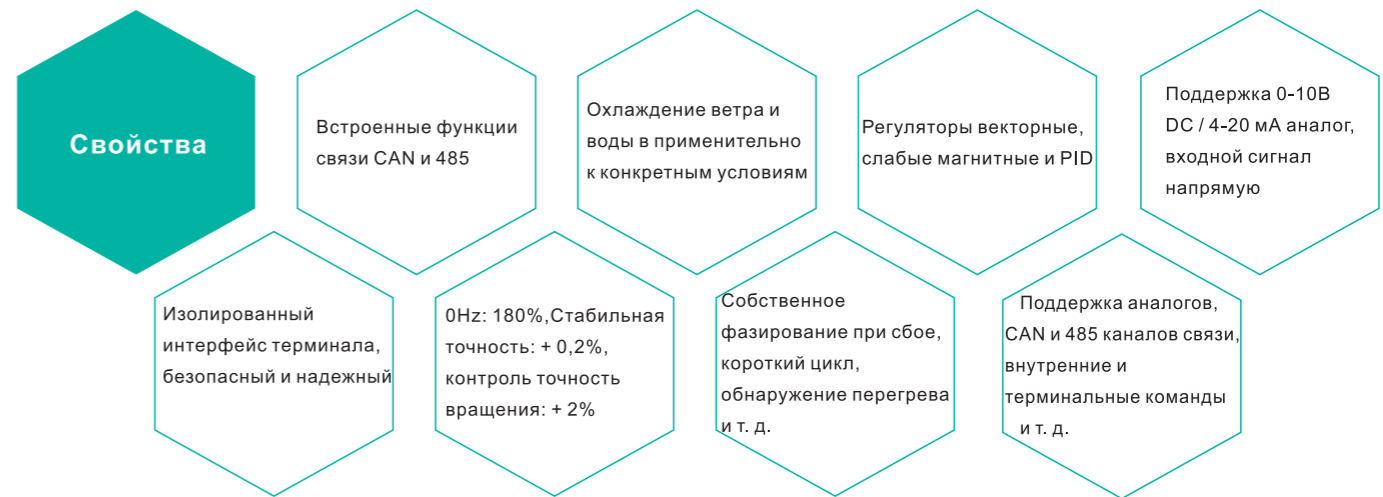 Свойства
Встроенные функции
связи CAN и 485
Охлаждение ветра и
воды в применительно
к конкретным условиям
Регуляторы векторные,
слабые магнитные и PID
Поддержка 0-10В
DC / 4-20 мА аналог,
входной сигнал
напрямую
Изолированный
интерфейс терминала,
безопасный и надежный
0Hz: 180%,Стабильная
точность: + 0,2%,
контроль точность
вращения: + 2%
Собственное
фазирование при сбое,
короткий цикл,
обнаружение перегрева
и т. д.
Поддержка аналогов,
CAN и 485 каналов связи,
внутренние и
терминальные команды
и т. д.